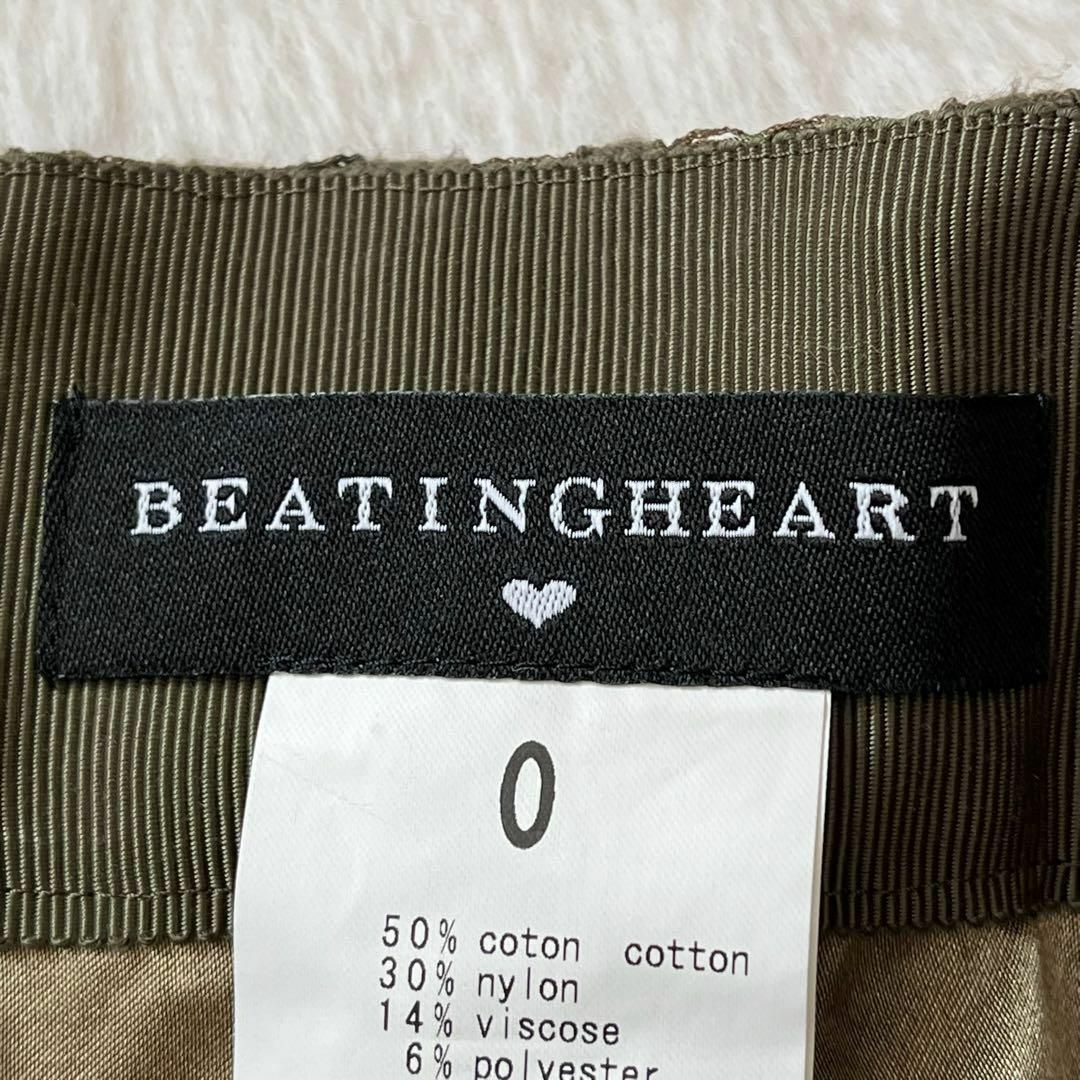 BEATINGHEART
0
50% coton cotton
30% nylon
14% viscose
6% polyester